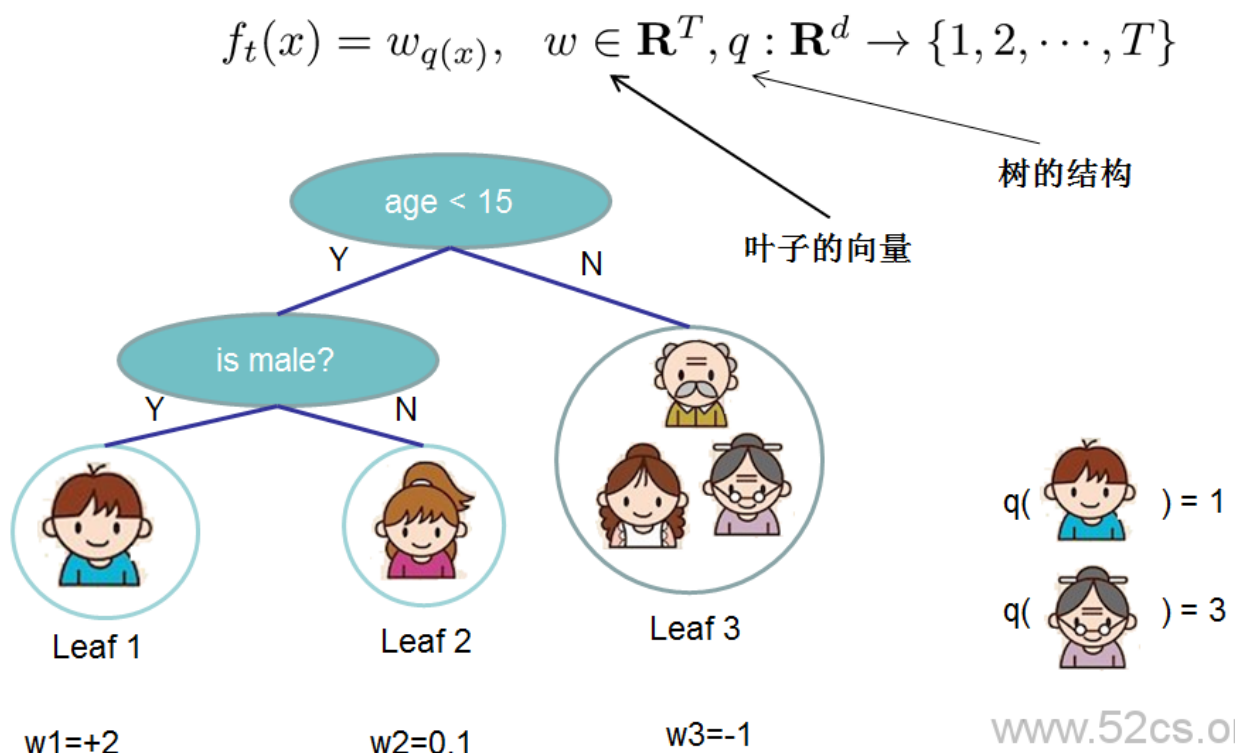 f_t(x) = w_{q(x)}, w ∈ R^T, q : R^d → {1, 2, ⋯, T}
树的结构
叶子的向量
age < 15
Y
N
is male?
Y
N
q( ) = 1
q( ) = 3
Leaf 1
Leaf 2
Leaf 3
w1=+2
w2=0.1
w3=-1
www.52cs.or